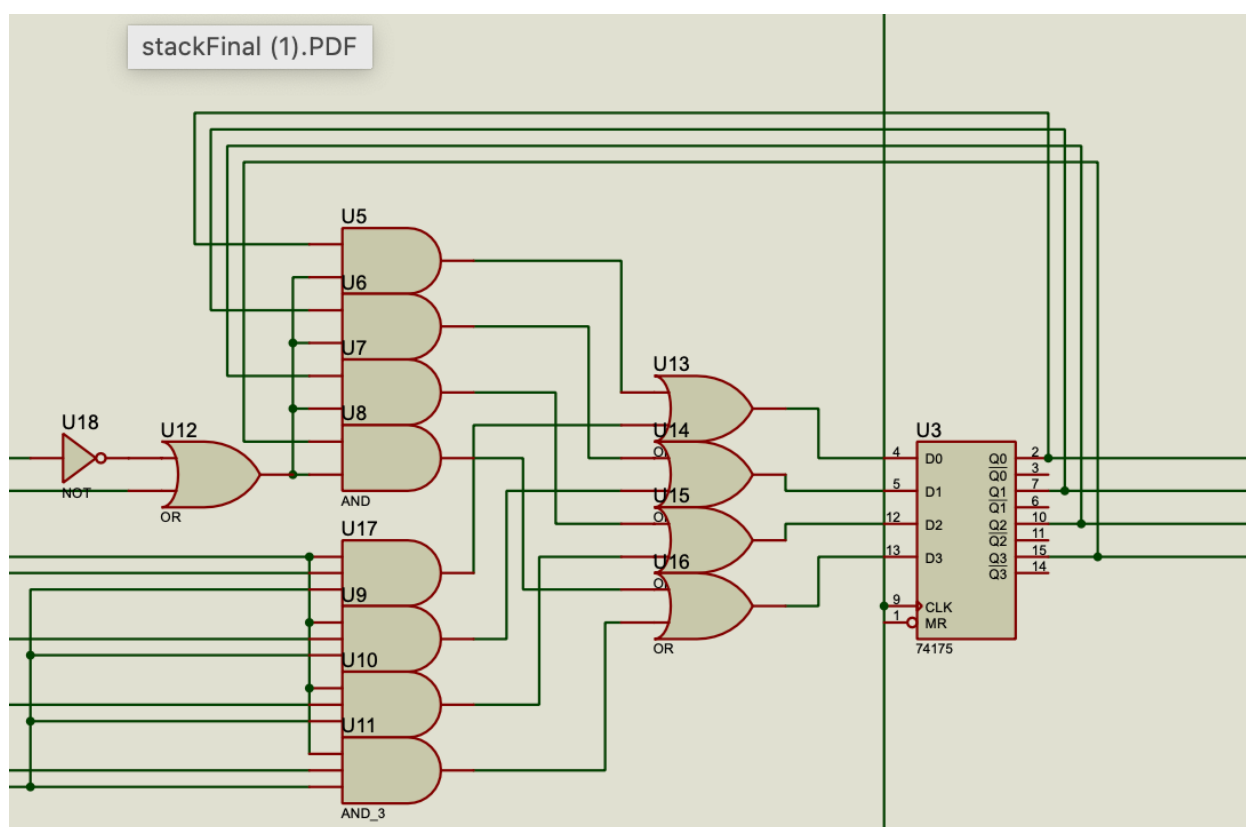 stackFinal (1).PDF
U5
U6
U7
U8
AND
U18
NOT
U12
OR
U17
U9
U10
U11
AND_3
U13
U14
U15
U16
OR
U3
4 D0 Q0 2
Q0 3
5 D1 Q1 7
Q1 6
12 D2 Q2 10
Q2 11
13 D3 Q3 15
Q3 14
9 CLK
1 MR
74175